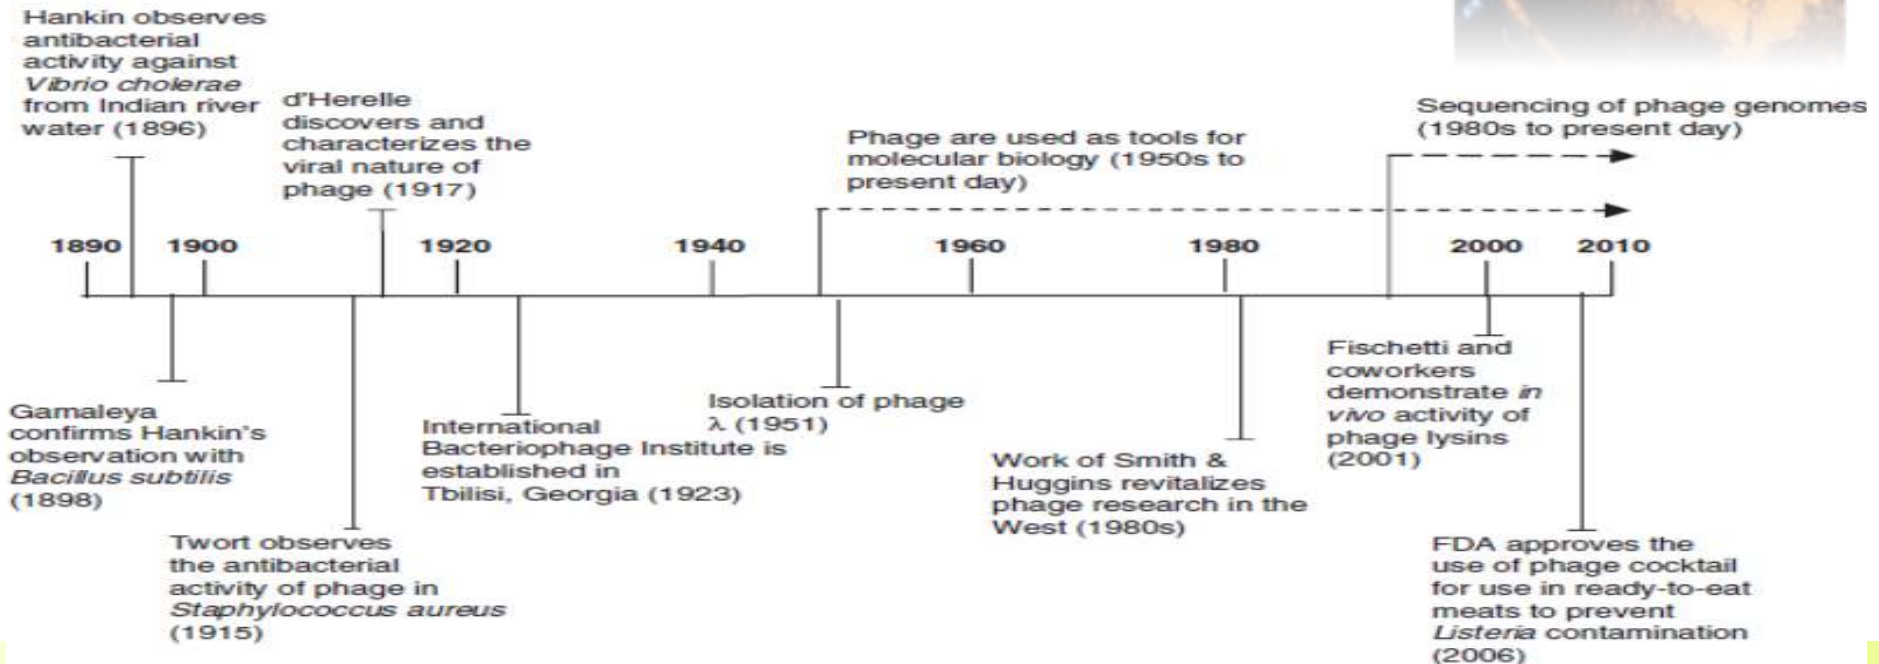 Hankin observes
antibacterial
activity against
Vibrio cholerae
from Indian river
water (1896)
d'Herelle
discovers and
characterizes the
viral nature of
phage (1917)
Phage are used as tools for
molecular biology (1950s to
present day)
Sequencing of phage genomes
(1980s to present day)
1890 1900 1920 1940 1960 1980 2000 2010
Gamaleya
confirms Hankin's
observation with
Bacillus subtilis
(1898)
Twort observes
the antibacterial
activity of phage in
Staphylococcus aureus
(1915)
International
Bacteriophage Institute is
established in
Tbilisi, Georgia (1923)
Isolation of phage
λ (1951)
Work of Smith &
Huggins revitalizes
phage research in the
West (1980s)
Fischetti and
coworkers
demonstrate in
vivo activity of
phage lysins
(2001)
FDA approves the
use of phage cocktail
for use in ready-to-eat
meats to prevent
Listeria contamination
(2006)